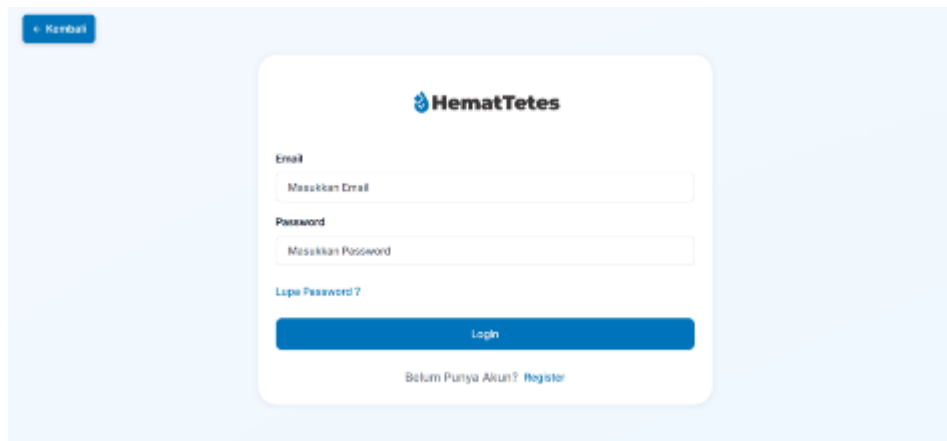 ← Kembali
HematTetes
Email
Masukkan Email
Password
Masukkan Password
Lupa Password ?
Login
Belum Punya Akun? Register